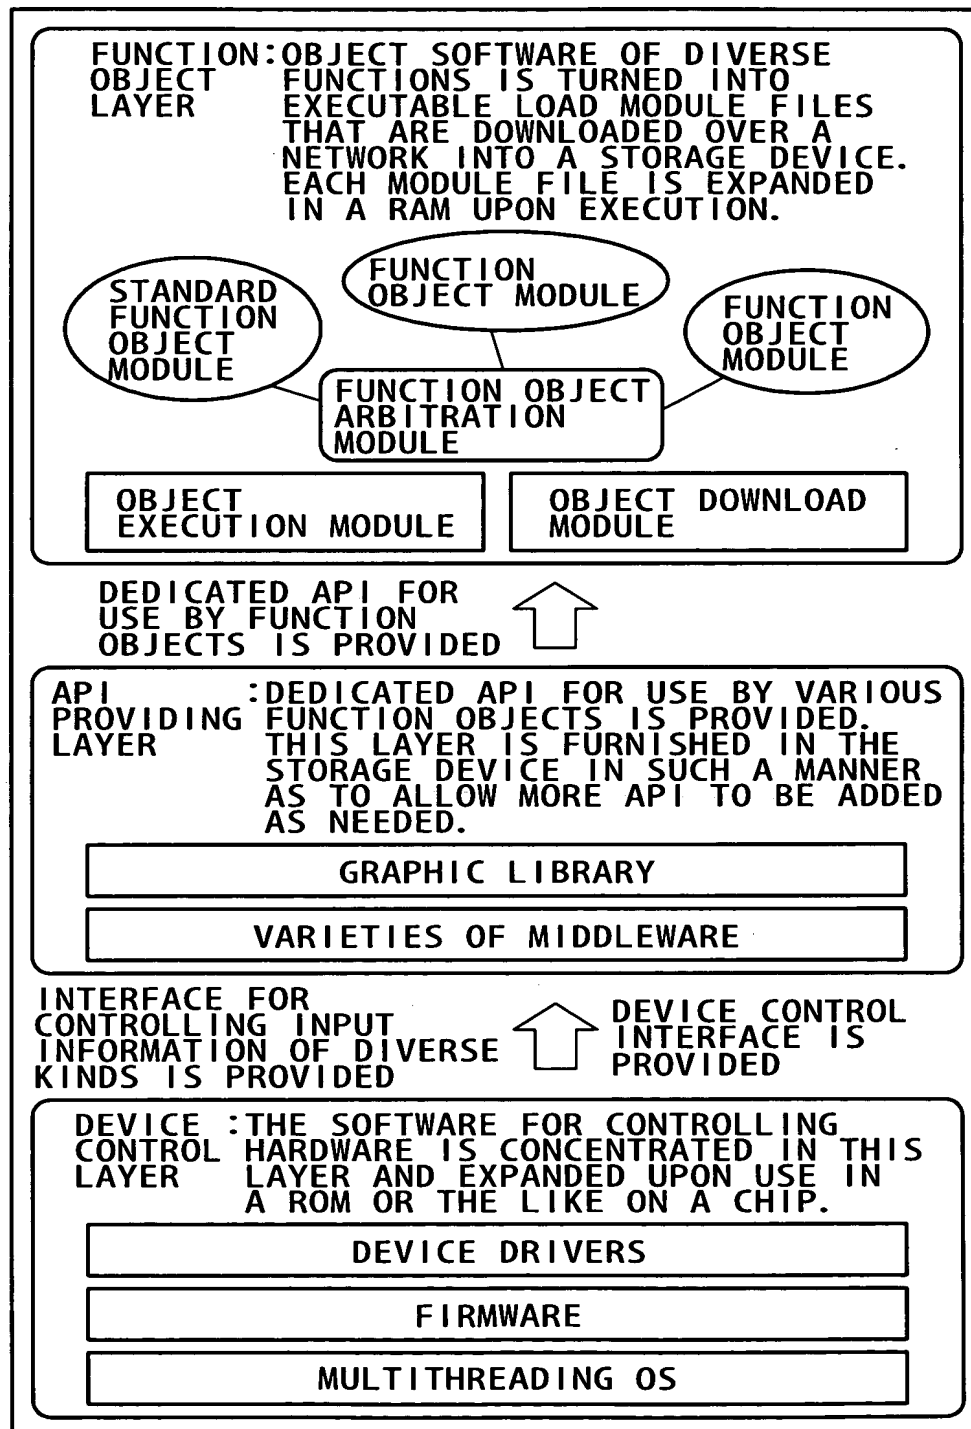 FUNCTION:OBJECT SOFTWARE OF DIVERSE
OBJECT FUNCTIONS IS TURNED INTO
LAYER EXECUTABLE LOAD MODULE FILES
THAT ARE DOWNLOADED OVER A
NETWORK INTO A STORAGE DEVICE.
EACH MODULE FILE IS EXPANDED
IN A RAM UPON EXECUTION.
STANDARD
FUNCTION
OBJECT
MODULE
FUNCTION
OBJECT MODULE
FUNCTION
OBJECT
MODULE
FUNCTION OBJECT
ARBITRATION
MODULE
OBJECT
EXECUTION MODULE
OBJECT DOWNLOAD
MODULE
DEDICATED API FOR
USE BY FUNCTION
OBJECTS IS PROVIDED
API :DEDICATED API FOR USE BY VARIOUS
PROVIDING FUNCTION OBJECTS IS PROVIDED.
LAYER THIS LAYER IS FURNISHED IN THE
STORAGE DEVICE IN SUCH A MANNER
AS TO ALLOW MORE API TO BE ADDED
AS NEEDED.
GRAPHIC LIBRARY
VARIETIES OF MIDDLEWARE
INTERFACE FOR
CONTROLLING INPUT
INFORMATION OF DIVERSE
KINDS IS PROVIDED
DEVICE CONTROL
INTERFACE IS
PROVIDED
DEVICE :THE SOFTWARE FOR CONTROLLING
CONTROL HARDWARE IS CONCENTRATED IN THIS
LAYER LAYER AND EXPANDED UPON USE IN
A ROM OR THE LIKE ON A CHIP.
DEVICE DRIVERS
FIRMWARE
MULTITHREADING OS